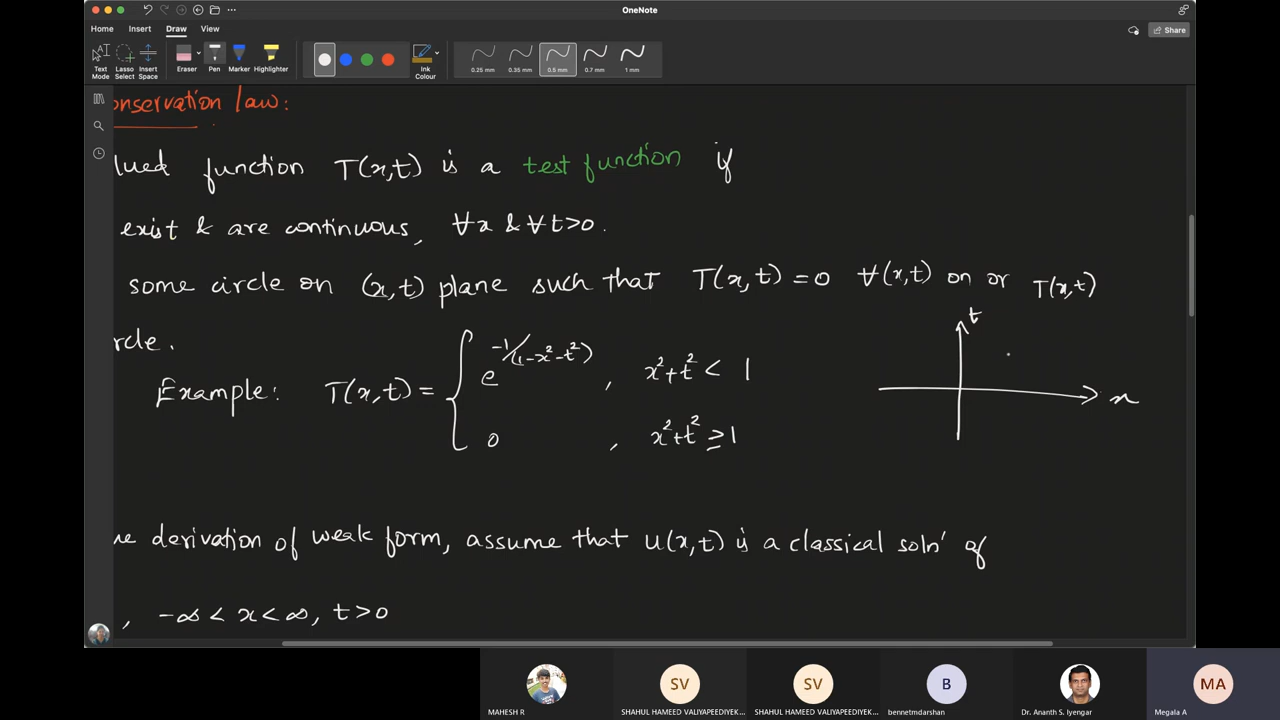 OneNote
Home Insert Draw View
Share
Text Mode
Lasso Select
Insert Space
Eraser
Pen
Marker
Highlighter
Ink Colour
0.25 mm
0.35 mm
0.5 mm
0.7 mm
1 mm
onservation law:
lued function T(x,t) is a test function if
exist & are continuous, ∀x & ∀t>0.
some circle on (x,t) plane such that T(x,t)=0 ∀(x,t) on or T(x,t)
rcle.
t
x
Example: T(x,t) = { e^{-1/(1-x²-t²)} , x²+t² < 1
0 , x²+t² ≥ 1
ne derivation of weak form, assume that u(x,t) is a classical soln' of
, -∞ < x < ∞, t>0
SV
SV
B
MA
MAHESH R
SHAHUL HAMEED VALIYAPEEDIYEK...
SHAHUL HAMEED VALIYAPEEDIYEK...
bennetmdarshan
Dr. Ananth S. Iyengar
Megala A